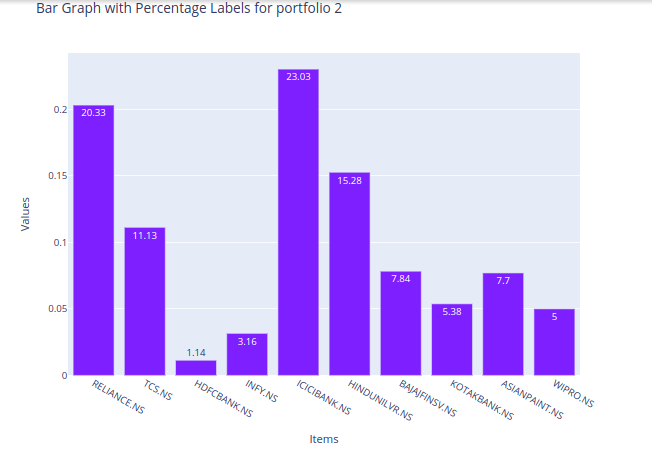 Bar Graph with Percentage Labels for portfolio 2
Values
0.2
0.15
0.1
0.05
0
20.33
11.13
1.14
3.16
23.03
15.28
7.84
5.38
7.7
5
RELIANCE.NS
TCS.NS
HDFCBANK.NS
INFY.NS
ICICIBANK.NS
HINDUNILVR.NS
BAJAJFINSV.NS
KOTAKBANK.NS
ASIANPAINT.NS
WIPRO.NS
Items